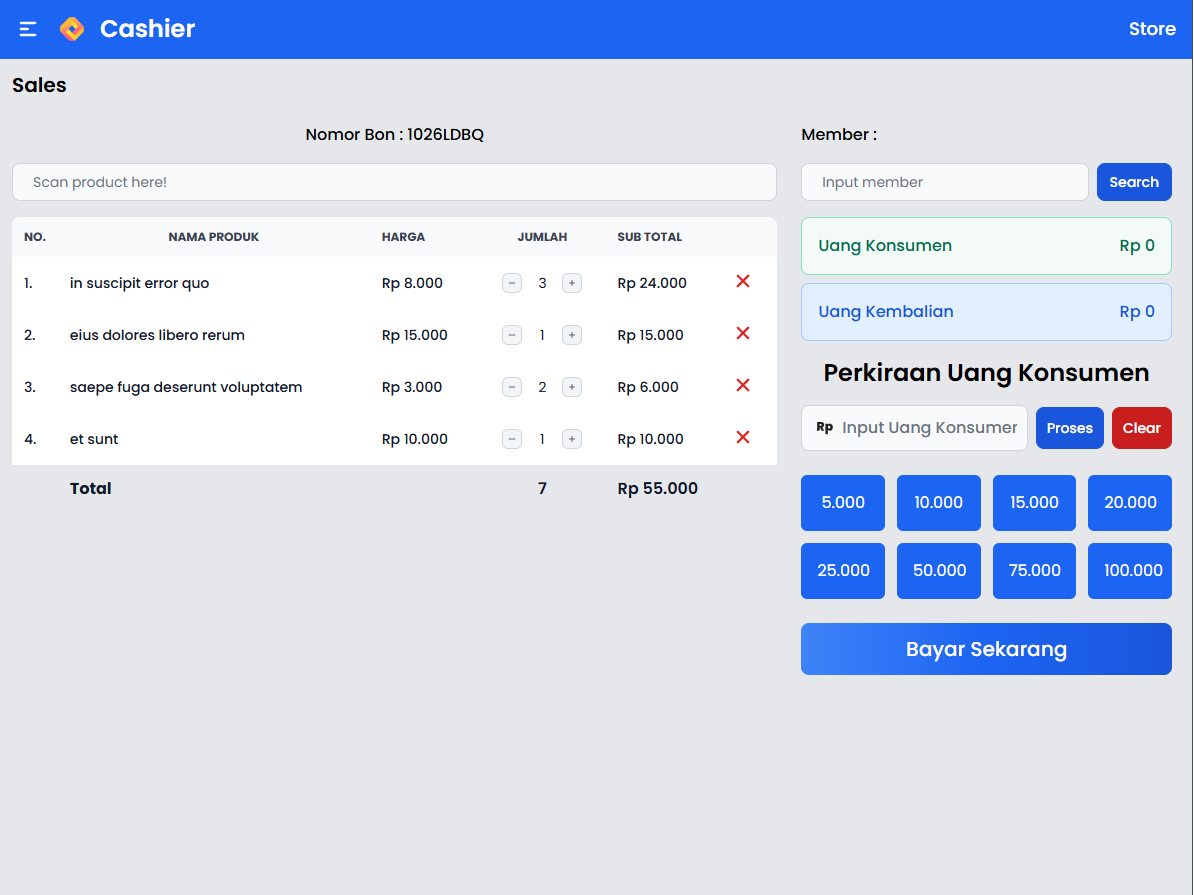 Cashier
Store
Sales
Nomor Bon : 1026LDBQ
Scan product here!
NO. NAMA PRODUK HARGA JUMLAH SUB TOTAL
1. in suscipit error quo Rp 8.000 − 3 + Rp 24.000
2. eius dolores libero rerum Rp 15.000 − 1 + Rp 15.000
3. saepe fuga deserunt voluptatem Rp 3.000 − 2 + Rp 6.000
4. et sunt Rp 10.000 − 1 + Rp 10.000
Total 7 Rp 55.000
Member :
Input member Search
Uang Konsumen Rp 0
Uang Kembalian Rp 0
Perkiraan Uang Konsumen
Rp Input Uang Konsumen Proses Clear
5.000 10.000 15.000 20.000
25.000 50.000 75.000 100.000
Bayar Sekarang